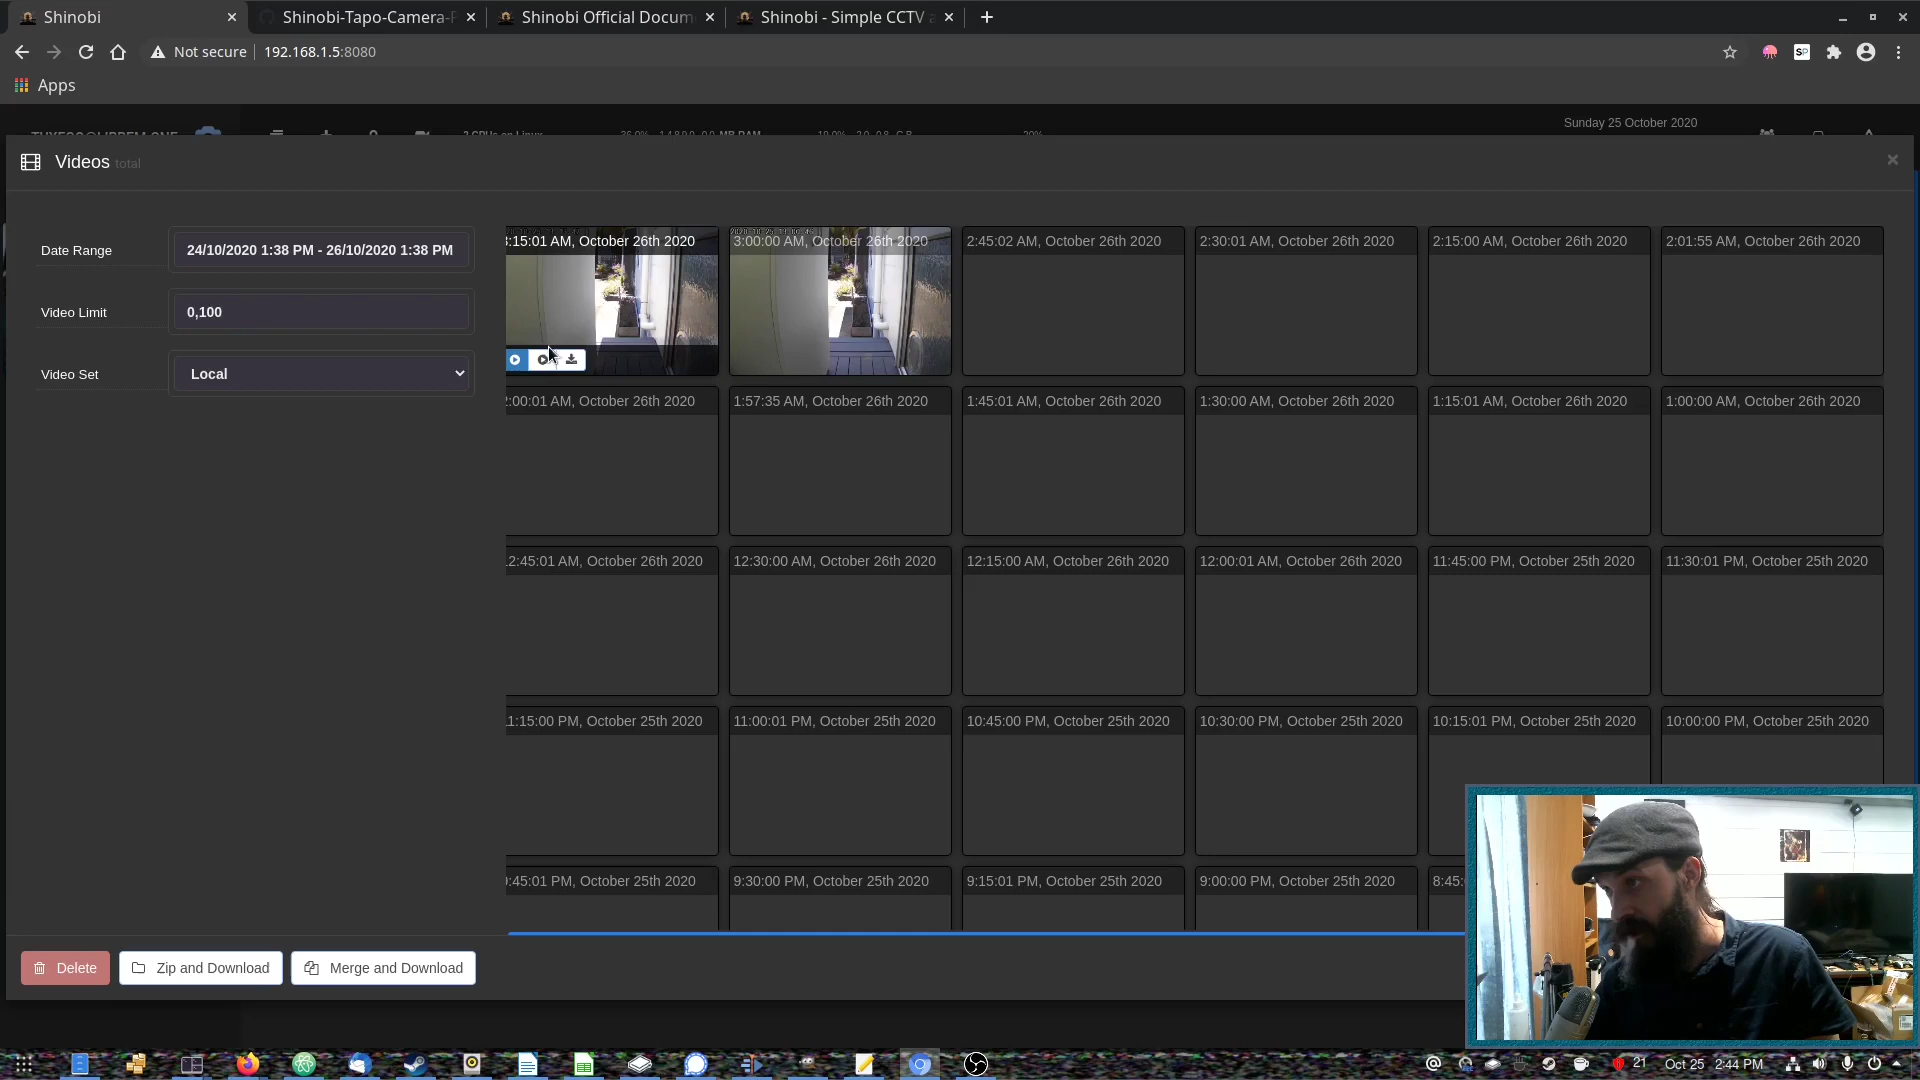 Shinobi
Shinobi-Tapo-Camera-
Shinobi Official Docum
Shinobi - Simple CCTV
Not secure
192.168.1.5:8080
SP
Apps
Sunday 25 October 2020
Videos total
Date Range
24/10/2020 1:38 PM - 26/10/2020 1:38 PM
Video Limit
0,100
Video Set
Local
:15:01 AM, October 26th 2020
3:00:00 AM, October 26th 2020
2:45:02 AM, October 26th 2020
2:30:01 AM, October 26th 2020
2:15:00 AM, October 26th 2020
2:01:55 AM, October 26th 2020
:00:01 AM, October 26th 2020
1:57:35 AM, October 26th 2020
1:45:01 AM, October 26th 2020
1:30:00 AM, October 26th 2020
1:15:01 AM, October 26th 2020
1:00:00 AM, October 26th 2020
2:45:01 AM, October 26th 2020
12:30:00 AM, October 26th 2020
12:15:00 AM, October 26th 2020
12:00:01 AM, October 26th 2020
11:45:00 PM, October 25th 2020
11:30:01 PM, October 25th 2020
1:15:00 PM, October 25th 2020
11:00:01 PM, October 25th 2020
10:45:00 PM, October 25th 2020
10:30:00 PM, October 25th 2020
10:15:01 PM, October 25th 2020
10:00:00 PM, October 25th 2020
:45:01 PM, October 25th 2020
9:30:00 PM, October 25th 2020
9:15:01 PM, October 25th 2020
9:00:00 PM, October 25th 2020
8:45:
Delete
Zip and Download
Merge and Download
21
Oct 25 2:44 PM